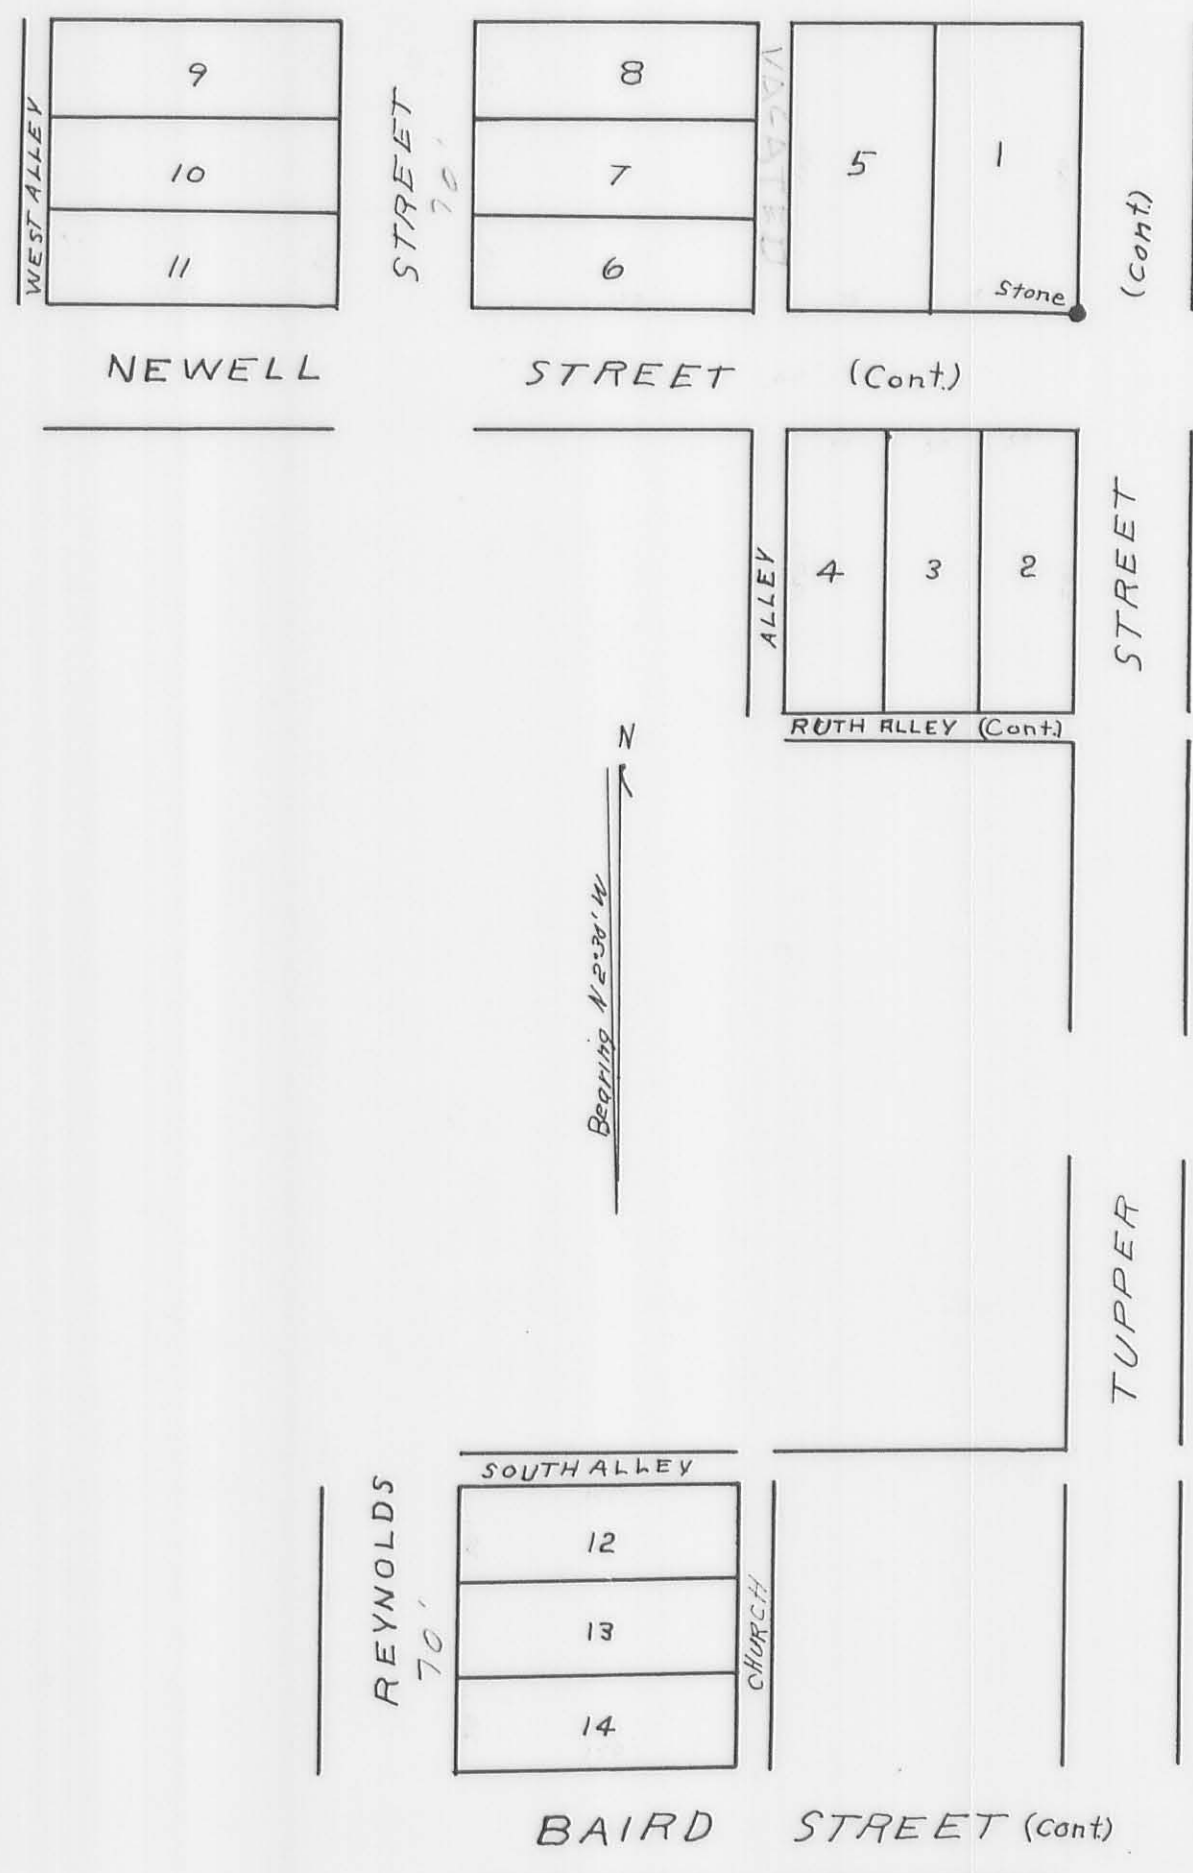 9
10
11
WEST ALLEY
STREET
70'
8
7
6
VACATED
5
1
Stone
(Cont.)
NEWELL STREET (Cont.)
ALLEY
4
3
2
STREET
RUTH ALLEY (Cont.)
N
Bearing N 2°30' W
TUPPER
SOUTH ALLEY
REYNOLDS
70'
12
13
14
CHURCH
BAIRD STREET (Cont.)